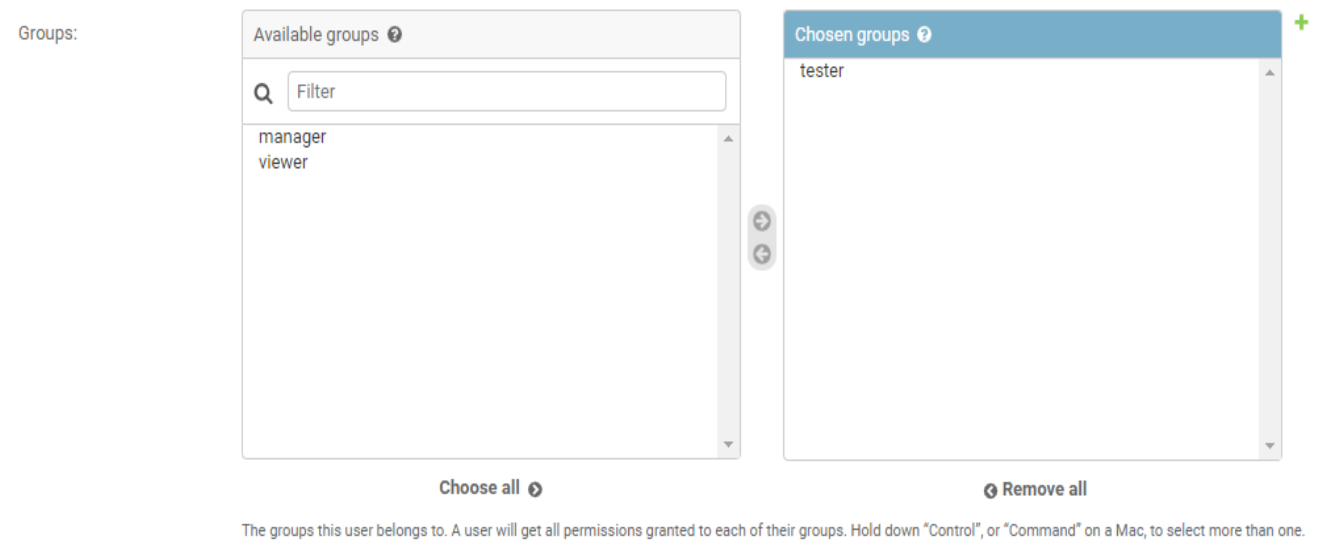 Groups:
Available groups
Chosen groups
Filter
tester
manager
viewer
Choose all
Remove all
The groups this user belongs to. A user will get all permissions granted to each of their groups. Hold down “Control”, or “Command” on a Mac, to select more than one.